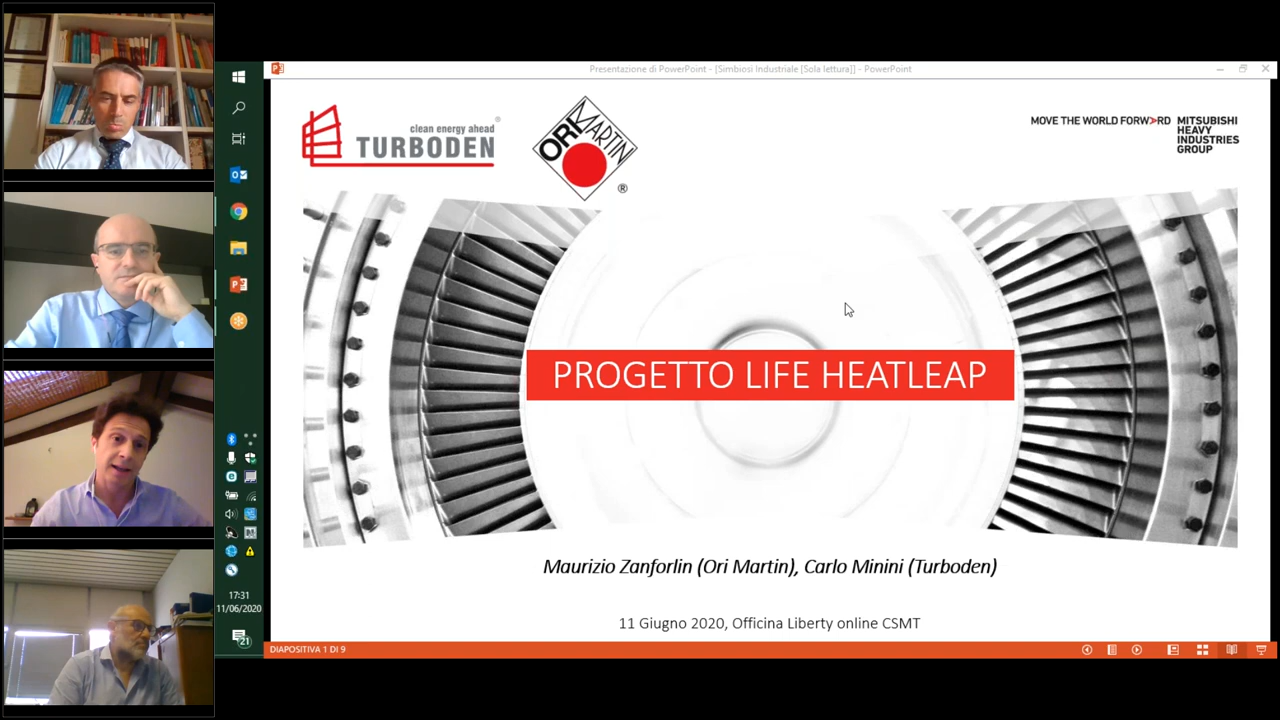 Presentazione di PowerPoint - [Simbiosi Industriale [Sola lettura]] - PowerPoint
clean energy ahead
TURBODEN
®
ORI MARTIN
®
MOVE THE WORLD FORWARD
MITSUBISHI
HEAVY
INDUSTRIES
GROUP
PROGETTO LIFE HEATLEAP
Maurizio Zanforlin (Ori Martin), Carlo Minini (Turboden)
11 Giugno 2020, Officina Liberty online CSMT
17:31
11/06/2020
21
DIAPOSITIVA 1 DI 9